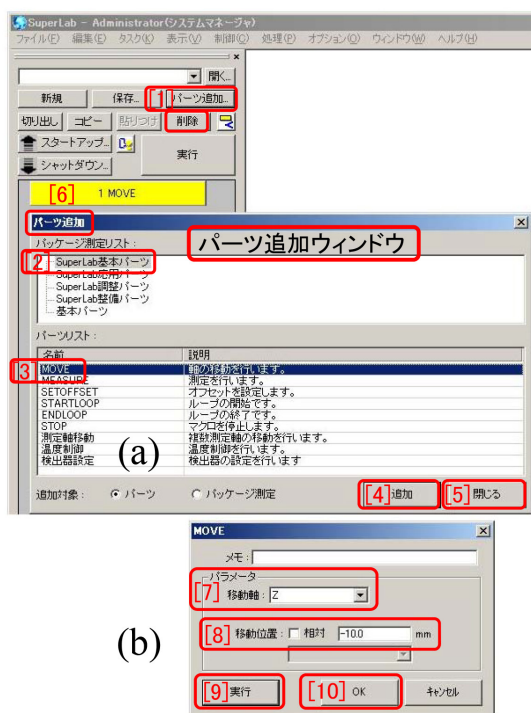 SuperLab - Administrator(システムマネージャ)
ファイル(F) 編集(E) タスク(K) 表示(V) 制御(C) 処理(P) オプション(O) ウィンドウ(W) ヘルプ(H)
開く...
新規 保存... [1] パーツ追加...
切り出し コピー 貼りつけ 削除
スタートアップ...
実行
シャットダウン...
[6] 1 MOVE
パーツ追加
パッケージ測定リスト:
パーツ追加ウィンドウ
[2] SuperLab基本パーツ
SuperLab応用パーツ
SuperLab調整パーツ
SuperLab整備パーツ
基本パーツ
パーツリスト:
名前 説明
[3] MOVE 軸の移動を行います。
MEASURE 測定を行います。
SETOFFSET オフセットを設定します。
STARTLOOP ループの開始です。
ENDLOOP ループの終了です。
STOP マクロを停止します。
測定軸移動 複数測定軸の移動を行います。
温度制御 温度制御を行います。
検出器設定 検出器の設定を行います
(a)
追加対象: パーツ パッケージ測定 [4] 追加 [5] 閉じる
MOVE
メモ:
パラメータ
[7] 移動軸: Z
(b)
[8] 移動位置: 相対 -10.0 mm
[9] 実行 [10] OK キャンセル